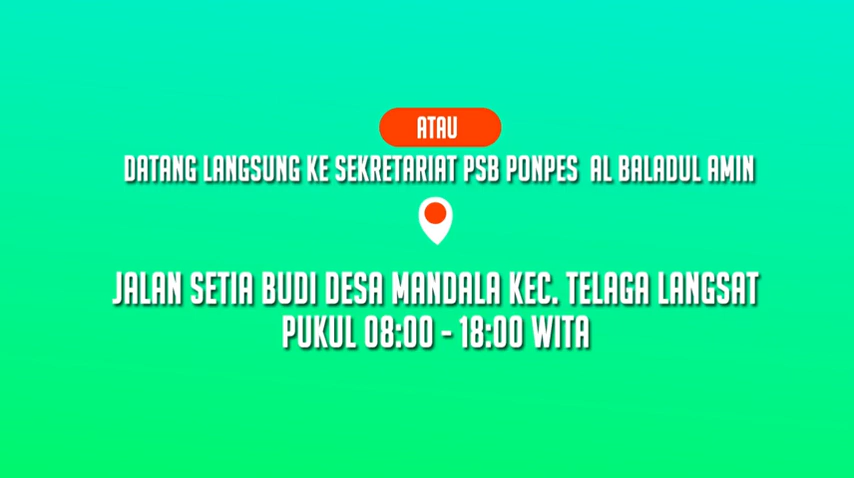 ATAU
DATANG LANGSUNG KE SEKRETARIAT PSB PONPES AL BALADUL AMIN
JALAN SETIA BUDI DESA MANDALA KEC. TELAGA LANGSAT
PUKUL 08:00 - 18:00 WITA